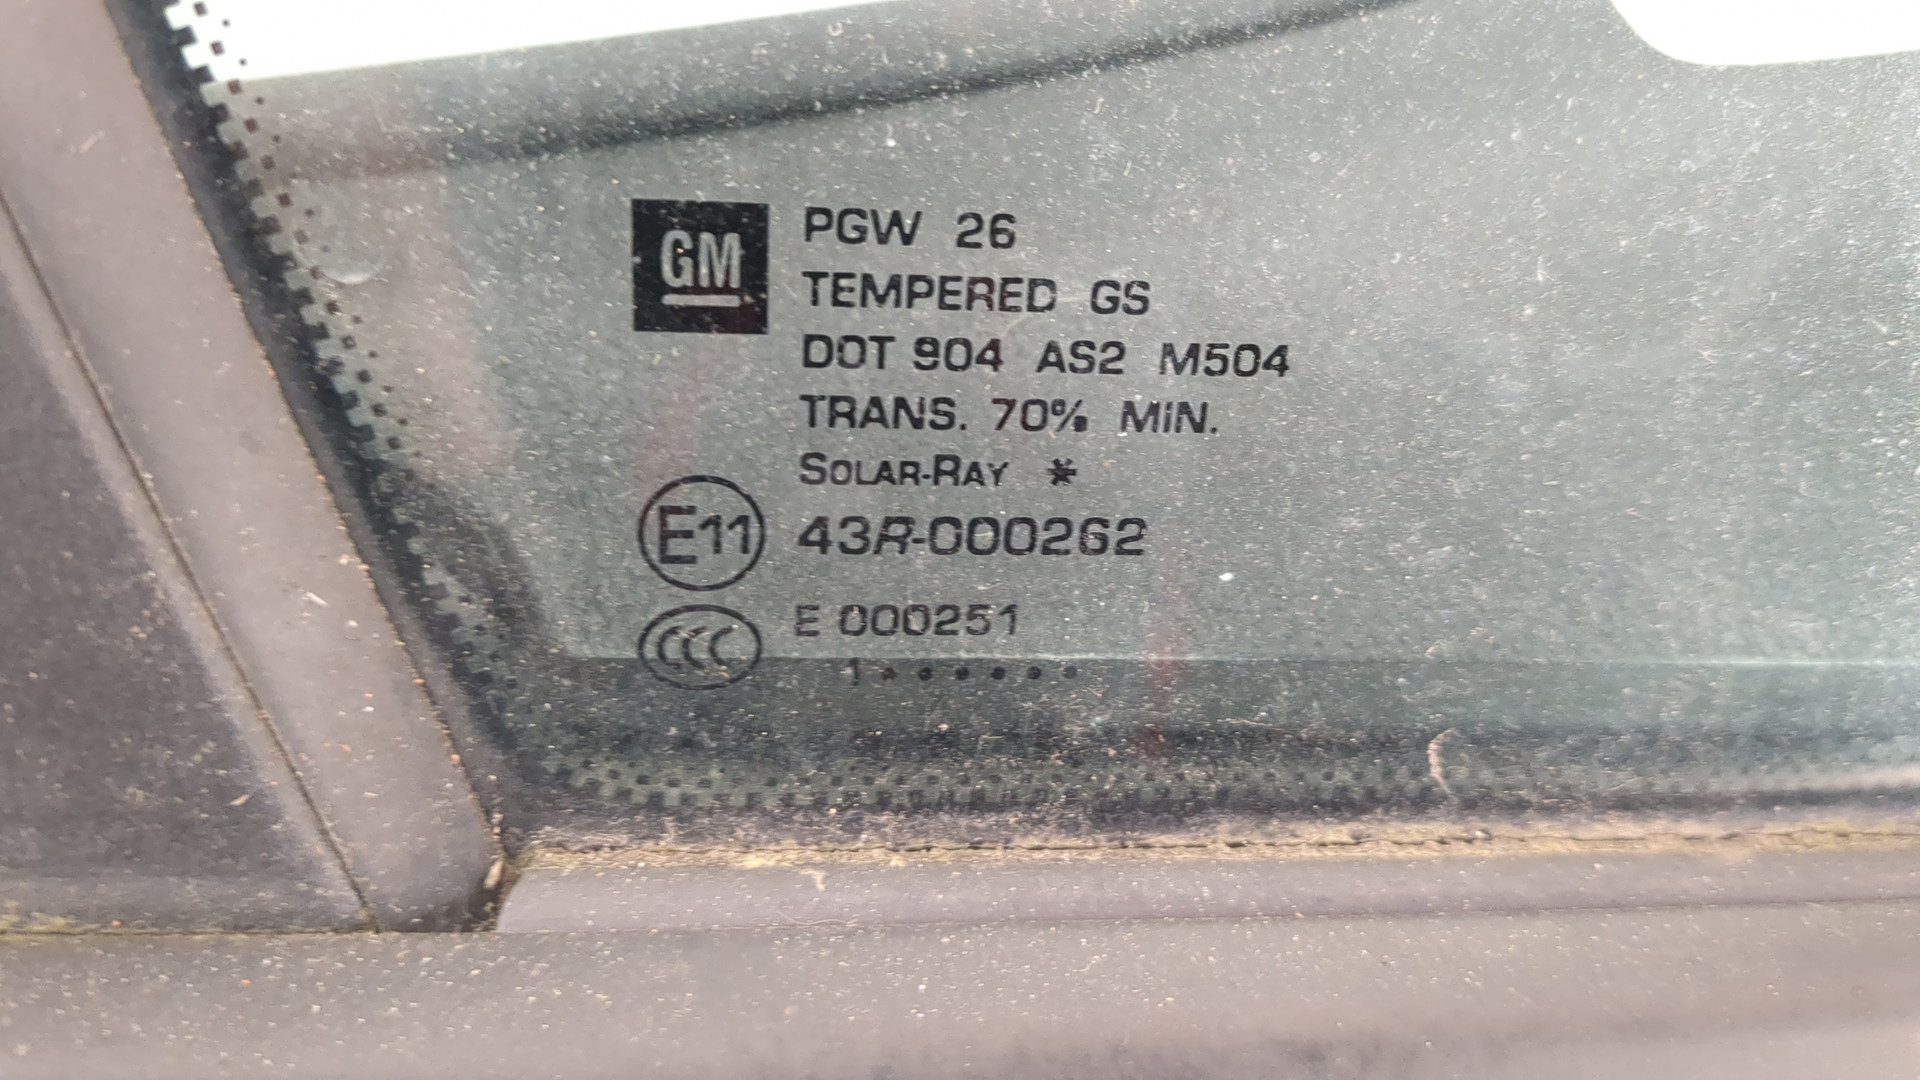 GM
PGW 26
TEMPERED GS
DOT 904 AS2 M504
TRANS. 70% MIN.
SOLAR-RAY *
E11 43R-000262
CCC E 000251
1 . . . . . .